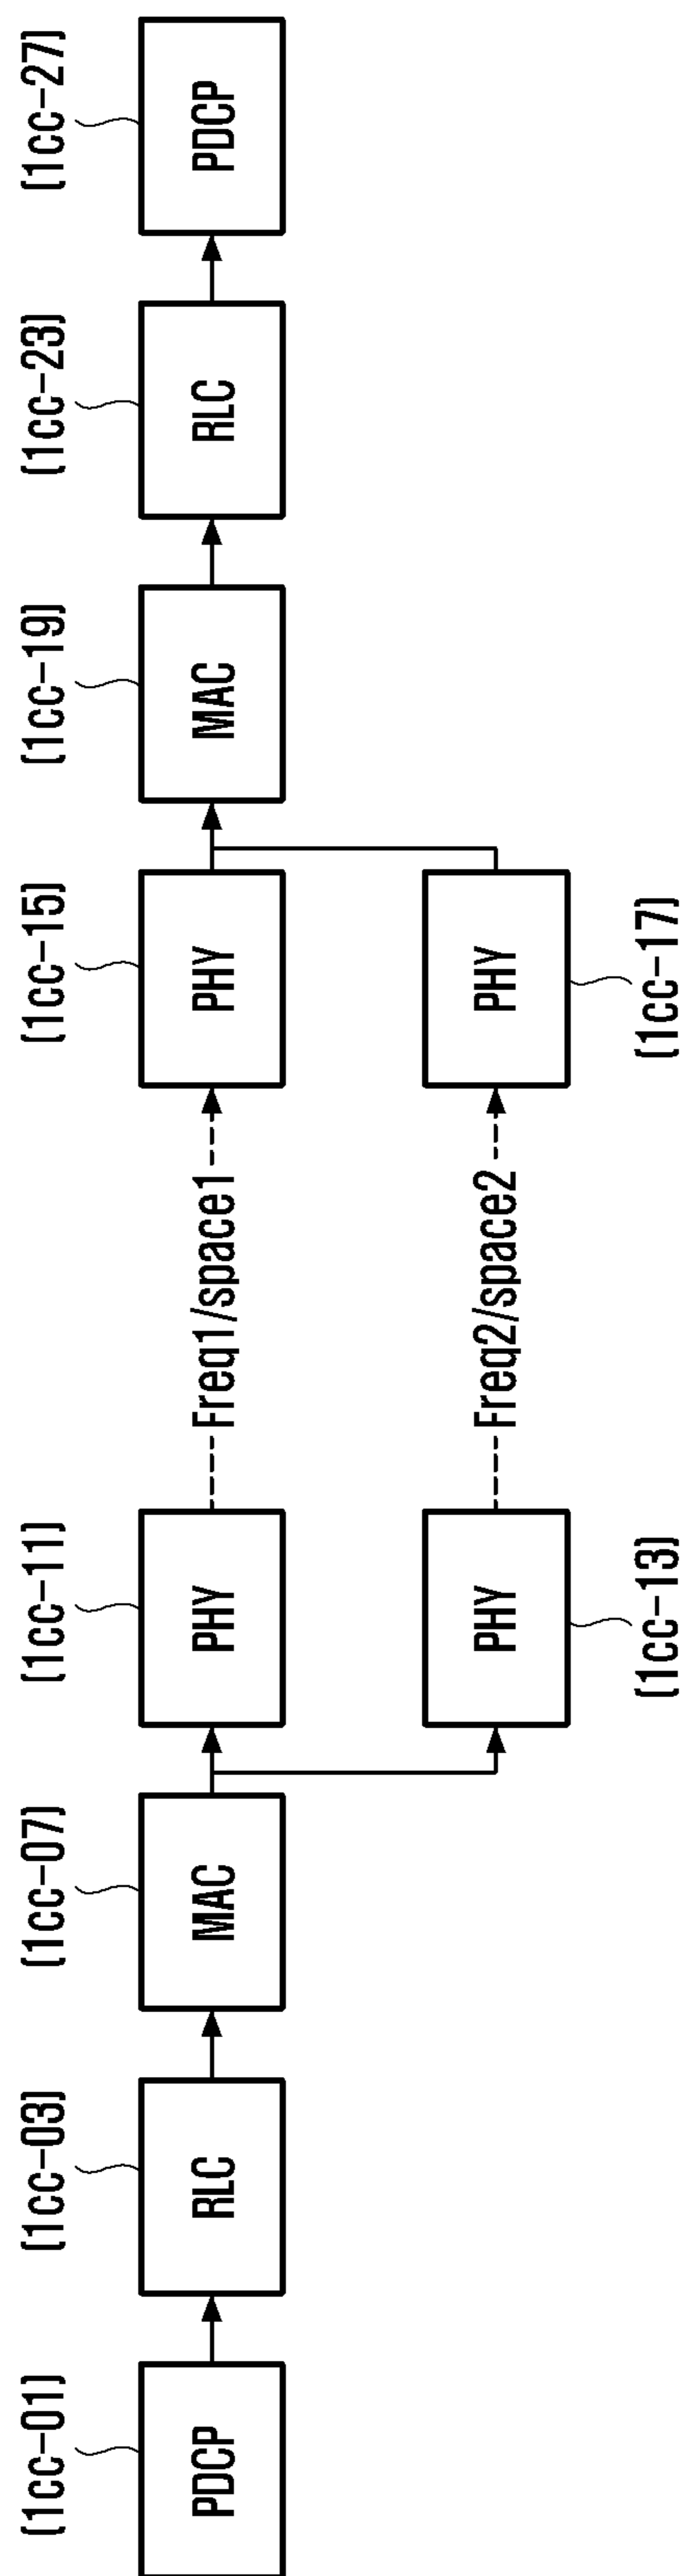 (1cc-01)
(1cc-03)
(1cc-07)
(1cc-11)
(1cc-15)
(1cc-19)
(1cc-23)
(1cc-27)
PDCP
RLC
MAC
PHY
Freq1/space1
PHY
MAC
RLC
PDCP
PHY
Freq2/space2
PHY
(1cc-13)
(1cc-17)